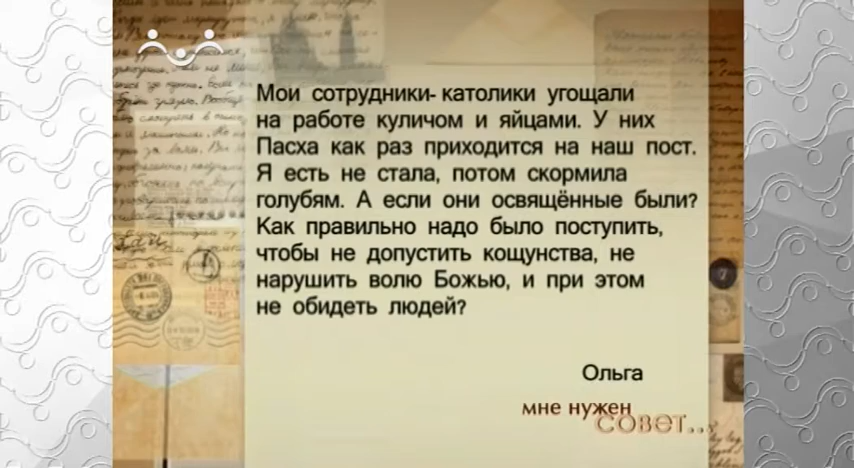 Мои сотрудники- католики угощали
на работе куличом и яйцами. У них
Пасха как раз приходится на наш пост.
Я есть не стала, потом скормила
голубям. А если они освящённые были?
Как правильно надо было поступить,
чтобы не допустить кощунства, не
нарушить волю Божью, и при этом
не обидеть людей?
Ольга
мне нужен
совет...